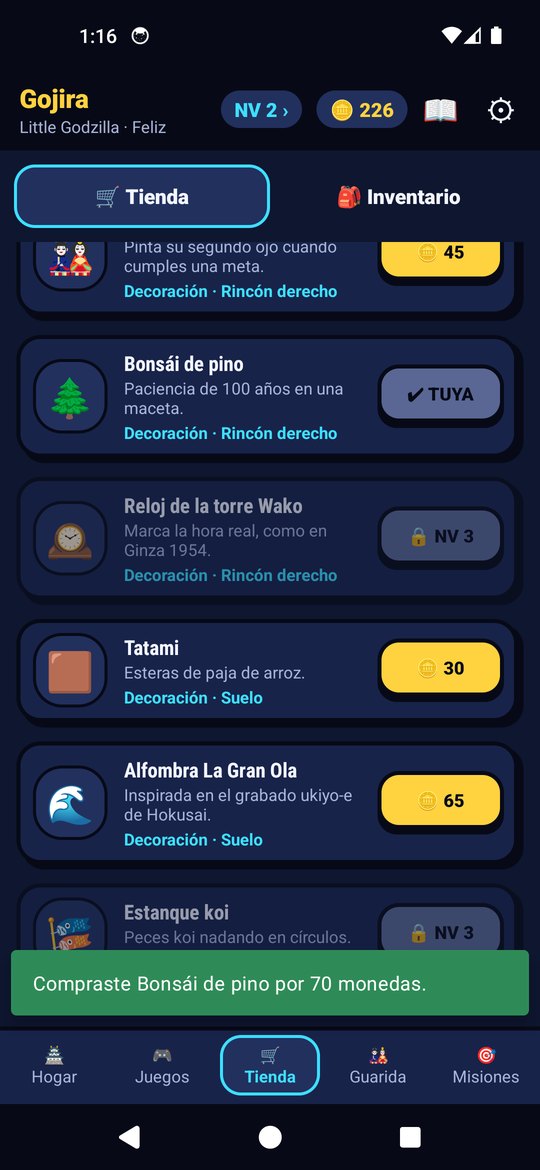 1:16
Gojira
Little Godzilla · Feliz
NV 2 ›
226
Tienda
Inventario
Pinta su segundo ojo cuando
cumples una meta.
Decoración · Rincón derecho
45
Bonsái de pino
Paciencia de 100 años en una
maceta.
Decoración · Rincón derecho
✔ TUYA
Reloj de la torre Wako
Marca la hora real, como en
Ginza 1954.
Decoración · Rincón derecho
NV 3
Tatami
Esteras de paja de arroz.
Decoración · Suelo
30
Alfombra La Gran Ola
Inspirada en el grabado ukiyo-e
de Hokusai.
Decoración · Suelo
65
Estanque koi
Peces koi nadando en círculos.
NV 3
Compraste Bonsái de pino por 70 monedas.
Hogar
Juegos
Tienda
Guarida
Misiones